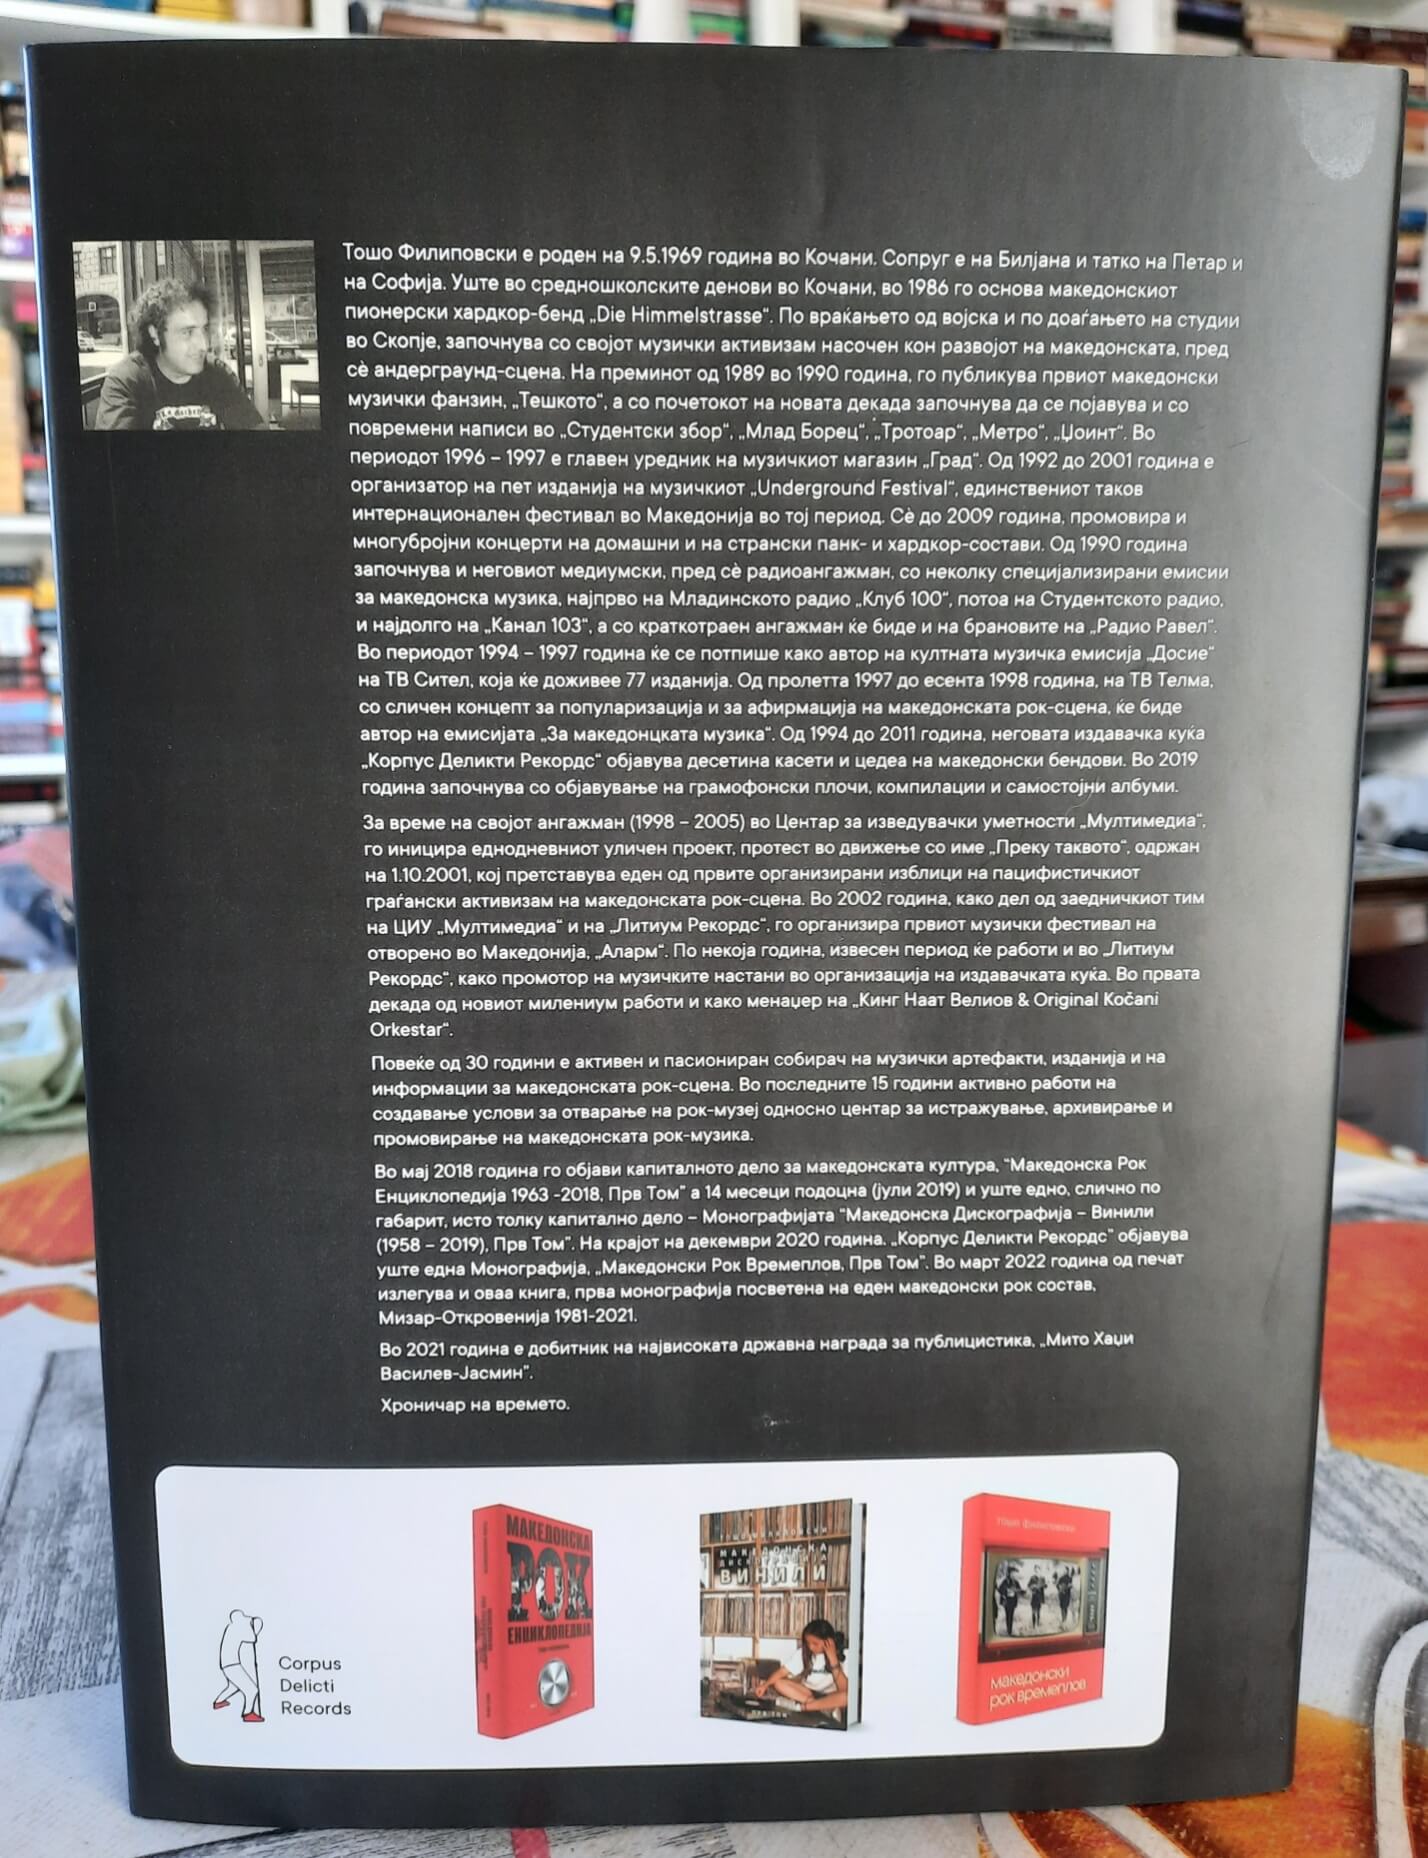 Тошо Филиповски е роден на 9.5.1969 година во Кочани. Сопруг е на Билјана и татко на Петар и
на Софија. Уште во средношколските денови во Кочани, во 1986 го основа македонскиот
пионерски хардкор-бенд „Die Himmelstrasse“. По враќањето од војска и по доаѓањето на студии
во Скопје, започнува со својот музички активизам насочен кон развојот на македонската, пред
сѐ андерграунд-сцена. На преминот од 1989 во 1990 година, го публикува првиот македонски
музички фанзин, „Тешкото“, а со почетокот на новата декада започнува да се појавува и со
повремени написи во „Студентски збор“, „Млад Борец“, „Тротоар“, „Метро“, „Џоинт“. Во
периодот 1996 – 1997 е главен уредник на музичкиот магазин „Град“. Од 1992 до 2001 година е
организатор на пет изданија на музичкиот „Underground Festival“, единствениот таков
интернационален фестивал во Македонија во тој период. Сѐ до 2009 година, промовира и
многубројни концерти на домашни и на странски панк- и хардкор-состави. Од 1990 година
започнува и неговиот медиумски, пред сѐ радиоангажман, со неколку специјализирани емисии
за македонска музика, најпрво на Младинското радио „Клуб 100“, потоа на Студентското радио,
и најдолго на „Канал 103“, а со краткотраен ангажман ќе биде и на брановите на „Радио Равел“.
Во периодот 1994 – 1997 година ќе се потпише како автор на култната музичка емисија „Досие“
на ТВ Сител, која ќе доживее 77 изданија. Од пролетта 1997 до есента 1998 година, на ТВ Телма,
со сличен концепт за популаризација и за афирмација на македонската рок-сцена, ќе биде
автор на емисијата „За македонцката музика“. Од 1994 до 2011 година, неговата издавачка куќа
„Корпус Деликти Рекордс“ објавува десетина касети и цедеа на македонски бендови. Во 2019
година започнува со објавување на грамофонски плочи, компилации и самостојни албуми.
За време на својот ангажман (1998 – 2005) во Центар за изведувачки уметности „Мултимедиа“,
го иницира еднодневниот уличен проект, протест во движење со име „Преку таквото“, одржан
на 1.10.2001, кој претставува еден од првите организирани изблици на пацифистичкиот
граѓански активизам на македонската рок-сцена. Во 2002 година, како дел од заедничкиот тим
на ЦИУ „Мултимедиа“ и на „Литиум Рекордс“, го организира првиот музички фестивал на
отворено во Македонија, „Аларм“. По некоја година, извесен период ќе работи и во „Литиум
Рекордс“, како промотор на музичките настани во организација на издавачката куќа. Во првата
декада од новиот милениум работи и како менаџер на „Кинг Наат Велиов & Original Kočani
Orkestar“.
Повеќе од 30 години е активен и пасиониран собирач на музички артефакти, изданија и на
информации за македонската рок-сцена. Во последните 15 години активно работи на
создавање услови за отварање на рок-музеј односно центар за истражување, архивирање и
промовирање на македонската рок-музика.
Во мај 2018 година го објави капиталното дело за македонската култура, “Македонска Рок
Енциклопедија 1963 -2018, Прв Том” а 14 месеци подоцна (јули 2019) и уште едно, слично по
габарит, исто толку капитално дело – Монографијата “Македонска Дискографија – Винили
(1958 – 2019), Прв Том”. На крајот на декември 2020 година. „Корпус Деликти Рекордс“ објавува
уште една Монографија, „Македонски Рок Времеплов, Прв Том”. Во март 2022 година од печат
излегува и оваа книга, прва монографија посветена на еден македонски рок состав,
Мизар-Откровенија 1981-2021.
Во 2021 година е добитник на највисоката државна награда за публицистика, „Мито Хаџи
Василев-Јасмин“.
Хроничар на времето.
Corpus
Delicti
Records
МАКЕДОНСКА
РОК
ЕНЦИКЛОПЕДИЈА
ТОШО ФИЛИПОВСКИ
МАКЕДОНСКА
ДИСКОГРАФИЈА
ВИНИЛИ
ПРВ ТОМ
тошо филиповски
македонски
рок времеплов